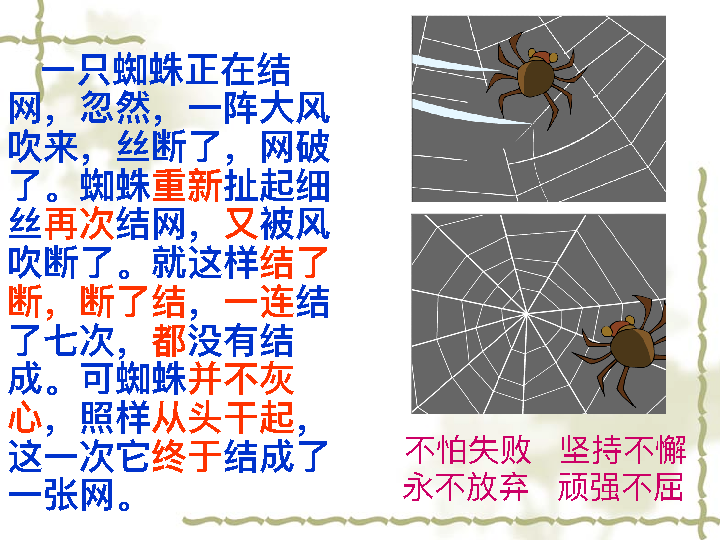 一只蜘蛛正在结
网，忽然，一阵大风
吹来，丝断了，网破
了。蜘蛛重新扯起细
丝再次结网，又被风
吹断了。就这样结了
断，断了结，一连结
了七次，都没有结
成。可蜘蛛并不灰
心，照样从头干起，
这一次它终于结成了
一张网。
不怕失败 坚持不懈
永不放弃 顽强不屈